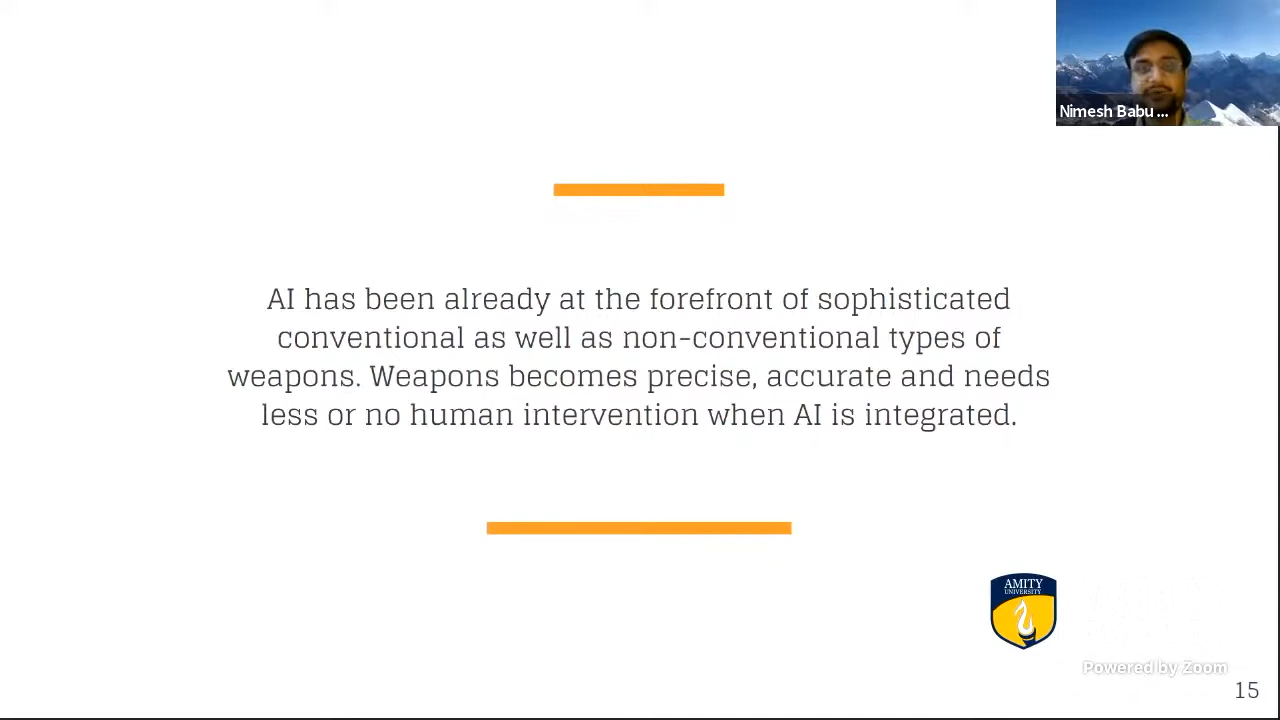 Nimesh Babu ...
AI has been already at the forefront of sophisticated
conventional as well as non-conventional types of
weapons. Weapons becomes precise, accurate and needs
less or no human intervention when AI is integrated.
AMITY
UNIVERSITY
Powered by Zoom
15